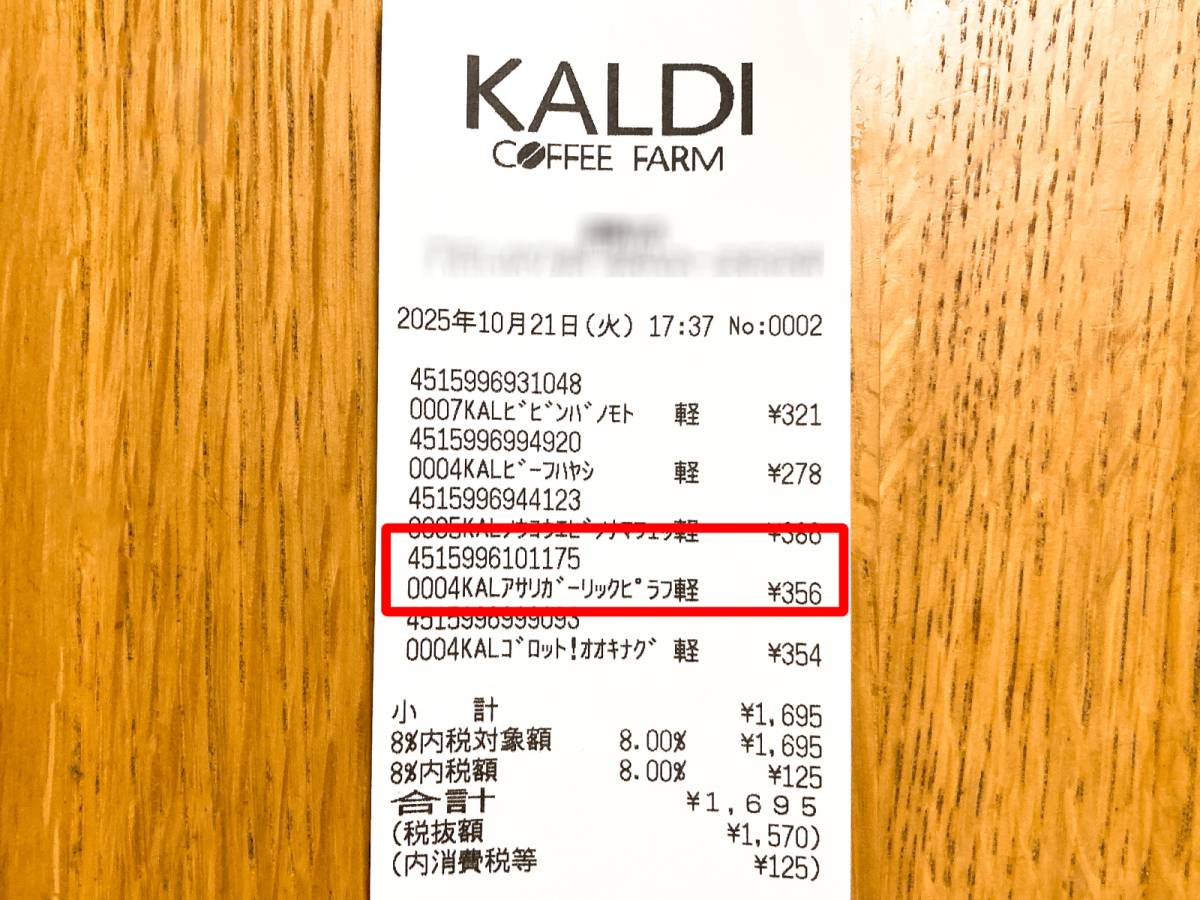 KALDI
COFFEE FARM
2025年10月21日(火) 17:37 No:0002
4515996931048
0007KALビビンバノモト 軽 ¥321
4515996994920
0004KALビーフハヤシ 軽 ¥278
4515996944123
軽 ¥386
4515996101175
0004KALアサリガーリックピラフ軽 ¥356
4515996999093
0004KALゴロット!オオキナグ 軽 ¥354
小 計 ¥1,695
8%内税対象額 8.00% ¥1,695
8%内税額 8.00% ¥125
合計 ¥1,695
(税抜額 ¥1,570)
(内消費税等 ¥125)